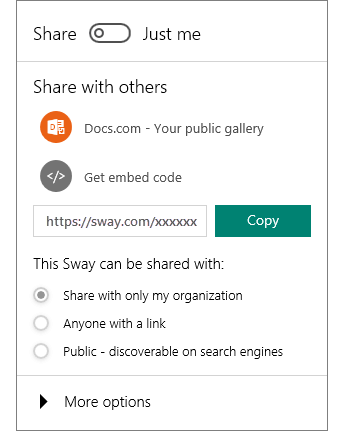 Share Just me
Share with others
Docs.com - Your public gallery
</>
Get embed code
https://sway.com/xxxxxx Copy
This Sway can be shared with:
Share with only my organization
Anyone with a link
Public - discoverable on search engines
More options